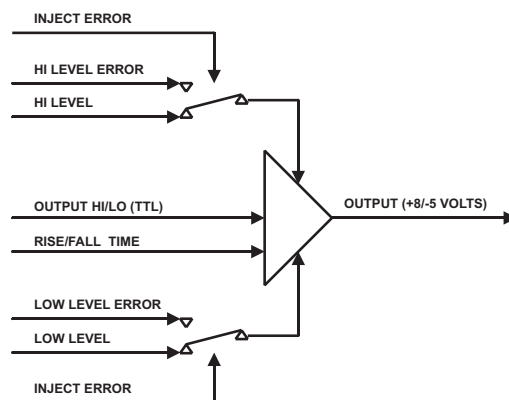 INJECT ERROR
HI LEVEL ERROR
HI LEVEL
OUTPUT HI/LO (TTL)
OUTPUT (+8/-5 VOLTS)
RISE/FALL TIME
LOW LEVEL ERROR
LOW LEVEL
INJECT ERROR